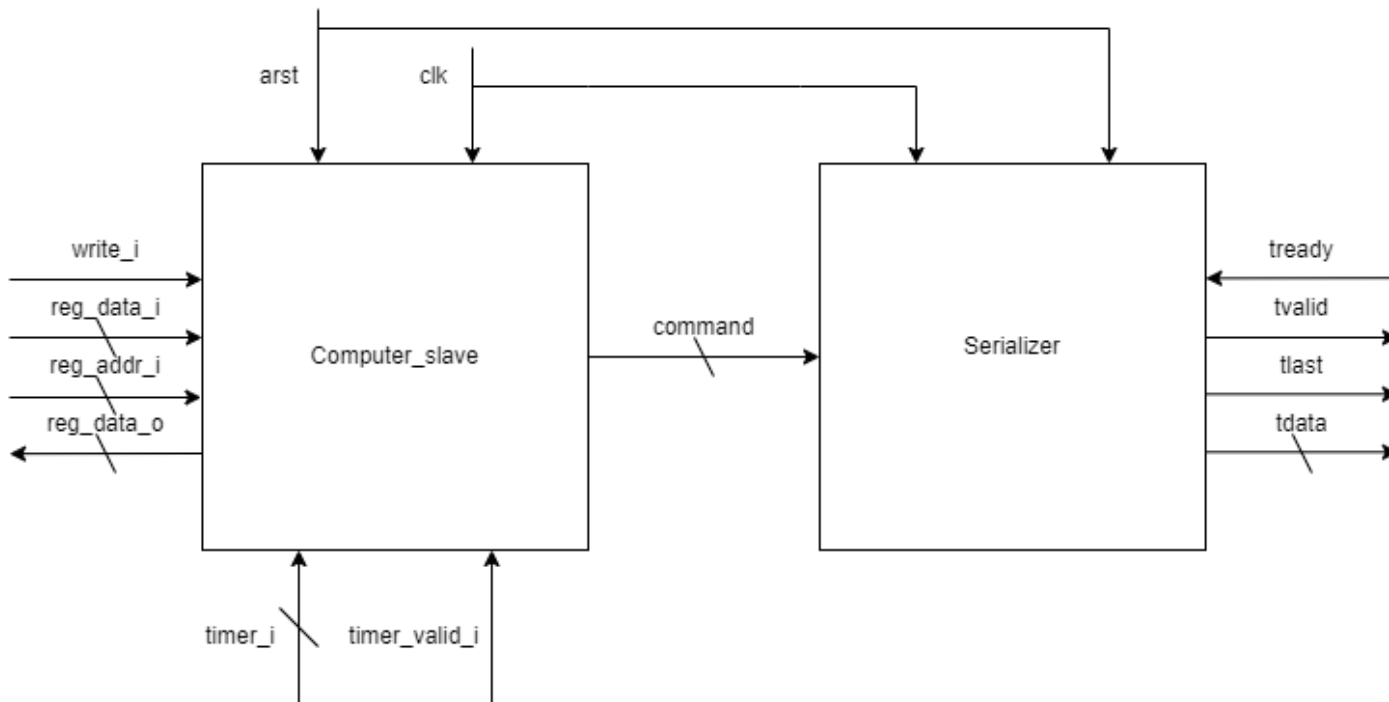 arst
clk
write_i
reg_data_i
reg_addr_i
reg_data_o
Computer_slave
command
Serializer
tready
tvalid
tlast
tdata
timer_i
timer_valid_i